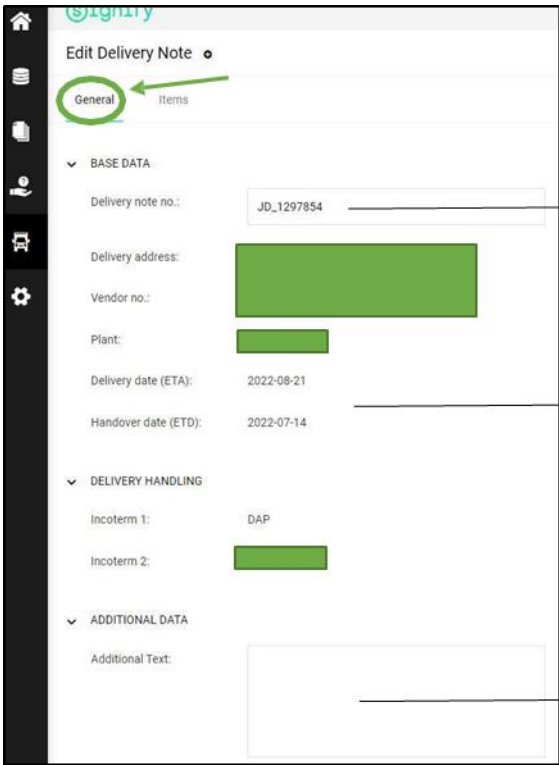 (s)ignify
Edit Delivery Note
General Items
BASE DATA
Delivery note no.: JD_1297854
Delivery address:
Vendor no.:
Plant:
Delivery date (ETA): 2022-08-21
Handover date (ETD): 2022-07-14
DELIVERY HANDLING
Incoterm 1: DAP
Incoterm 2:
ADDITIONAL DATA
Additional Text: